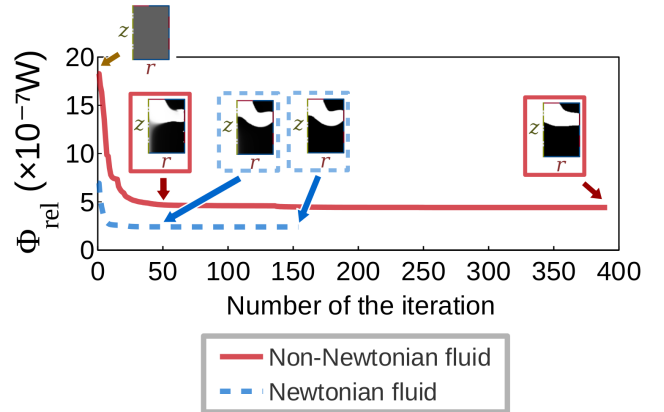 z
r
20
15
10
5
0
Φrel (×10⁻⁷W)
z
r
z
r
z
r
z
r
0 50 100 150 200 250 300 350 400
Number of the iteration
Non-Newtonian fluid
Newtonian fluid